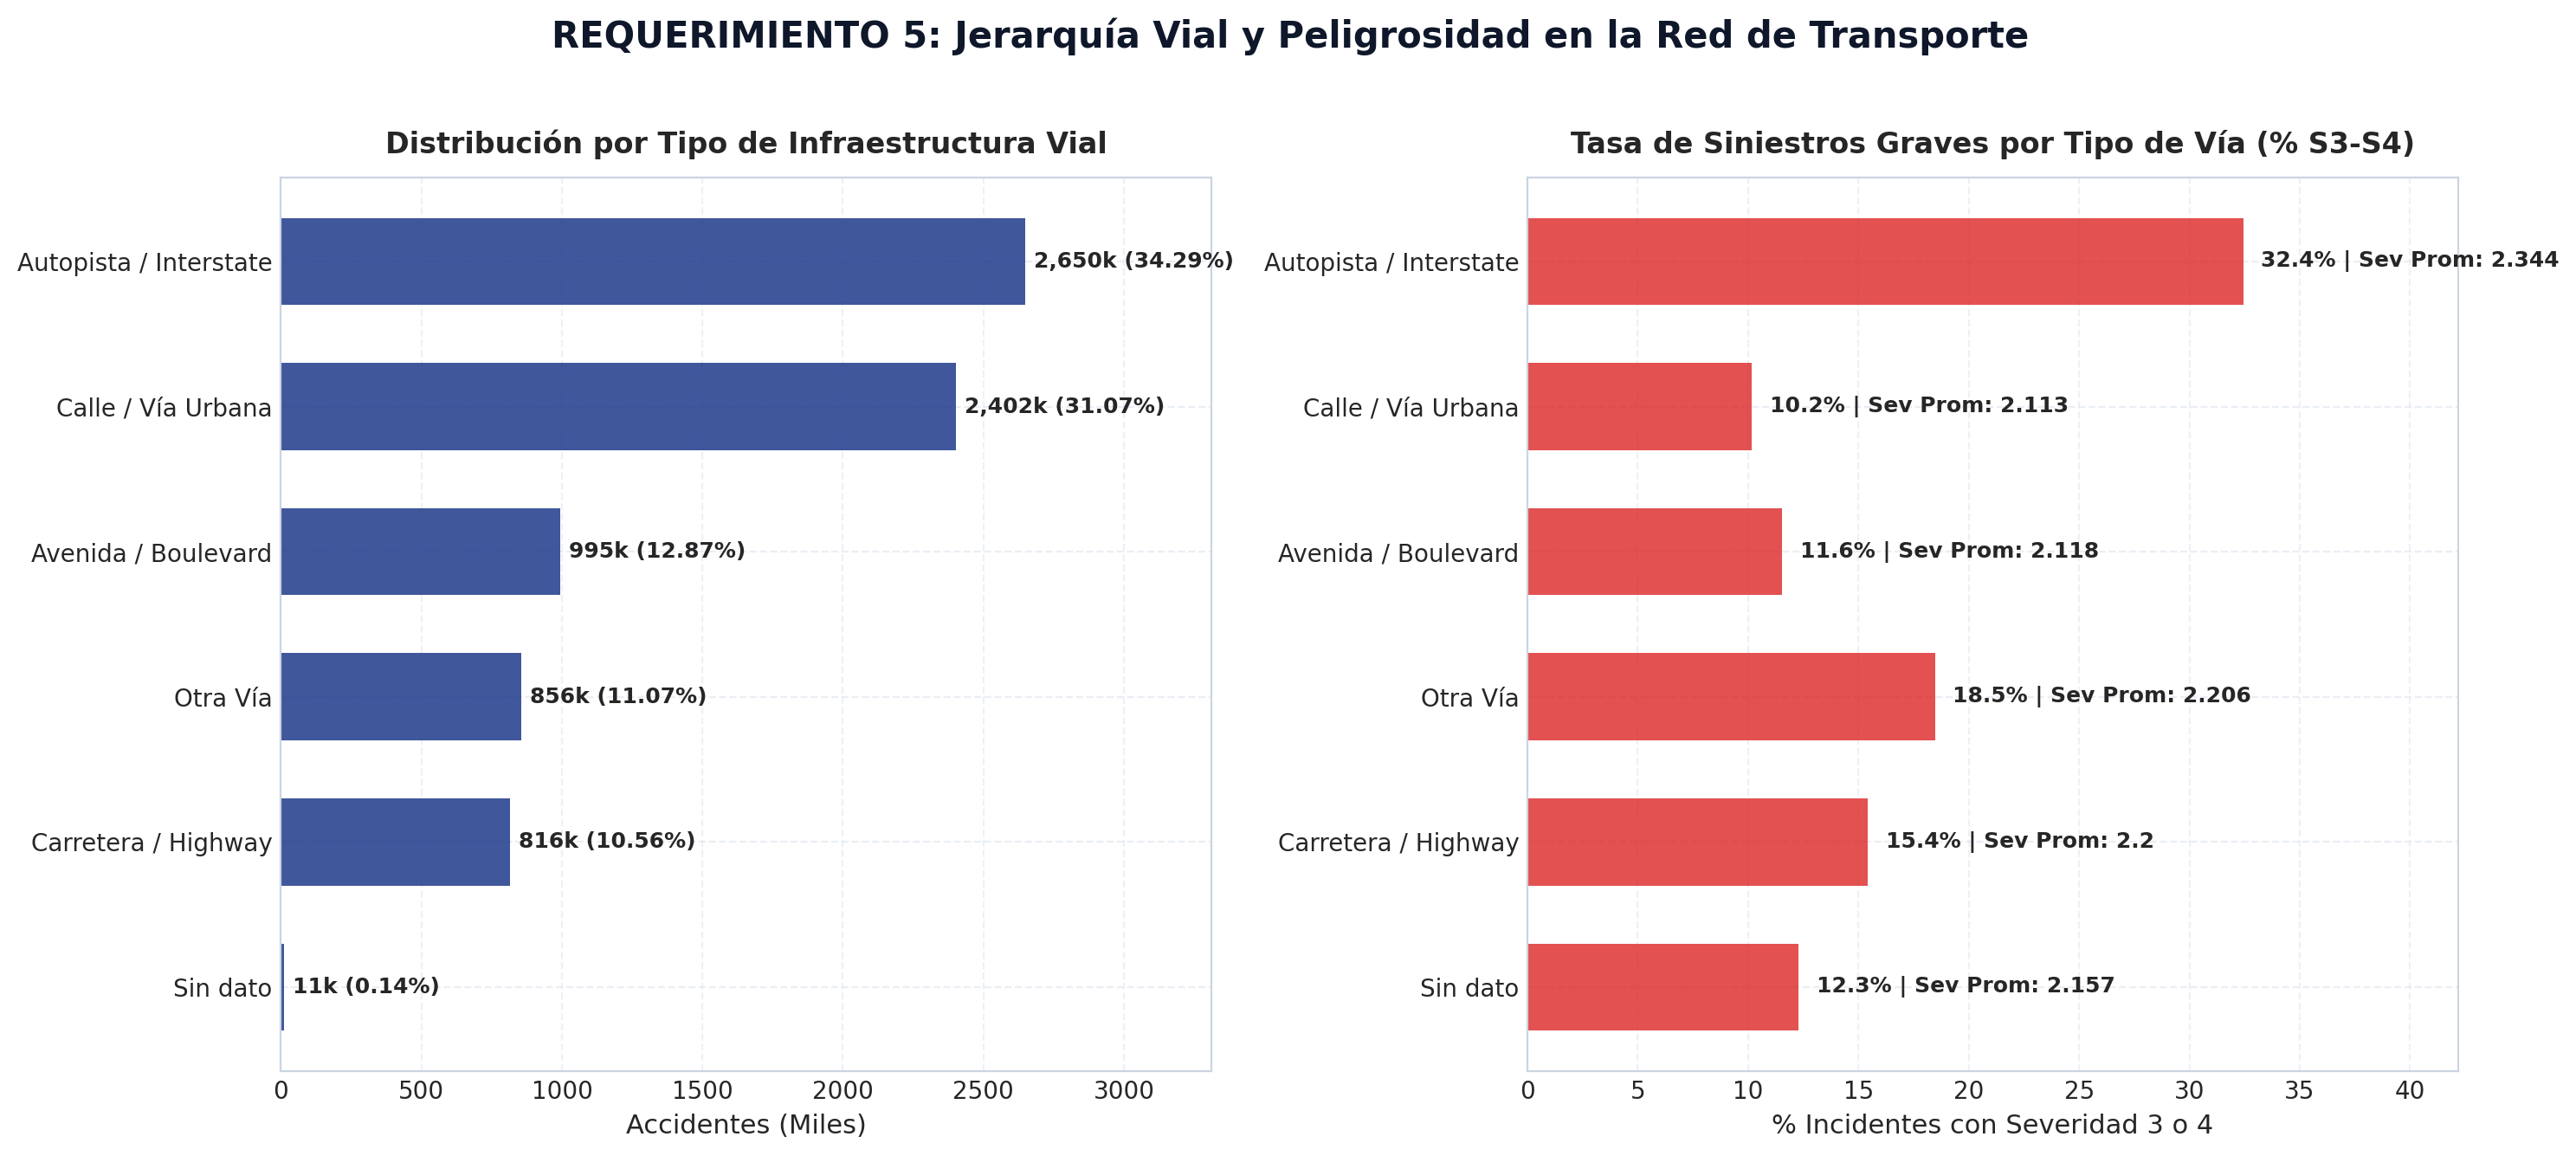 REQUERIMIENTO 5: Jerarquía Vial y Peligrosidad en la Red de Transporte
Distribución por Tipo de Infraestructura Vial
Autopista / Interstate
2,650k (34.29%)
Calle / Vía Urbana
2,402k (31.07%)
Avenida / Boulevard
995k (12.87%)
Otra Vía
856k (11.07%)
Carretera / Highway
816k (10.56%)
Sin dato
11k (0.14%)
0 500 1000 1500 2000 2500 3000
Accidentes (Miles)
Tasa de Siniestros Graves por Tipo de Vía (% S3-S4)
Autopista / Interstate
32.4% | Sev Prom: 2.344
Calle / Vía Urbana
10.2% | Sev Prom: 2.113
Avenida / Boulevard
11.6% | Sev Prom: 2.118
Otra Vía
18.5% | Sev Prom: 2.206
Carretera / Highway
15.4% | Sev Prom: 2.2
Sin dato
12.3% | Sev Prom: 2.157
0 5 10 15 20 25 30 35 40
% Incidentes con Severidad 3 o 4